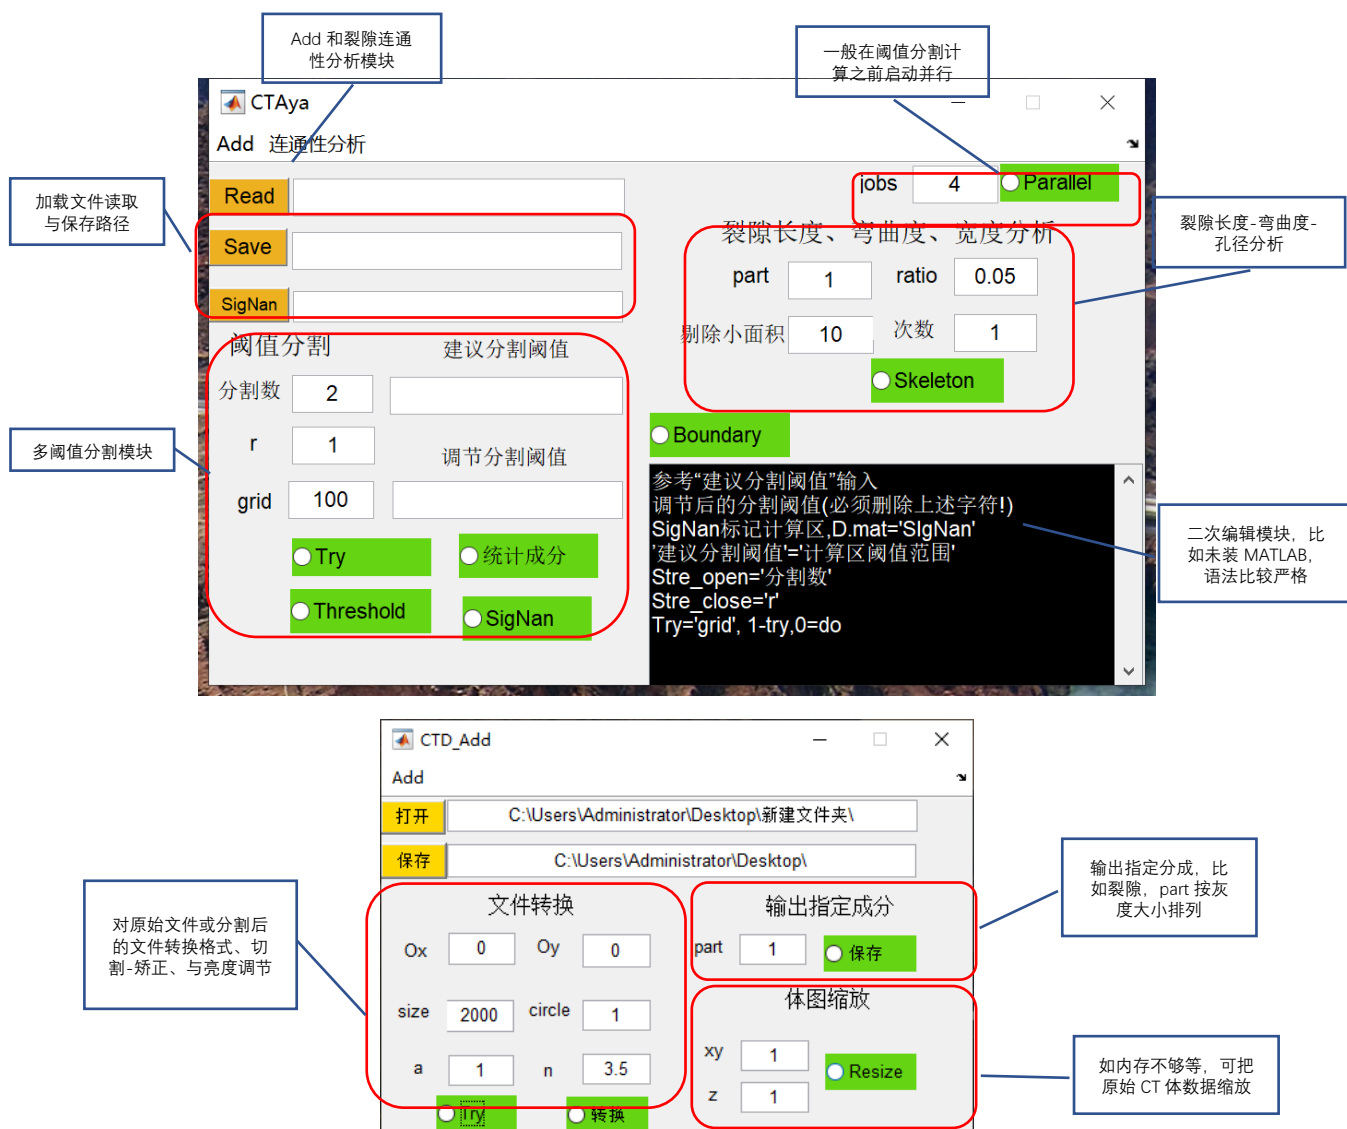 Add 和裂隙连通
性分析模块
一般在阈值分割计
算之前启动并行
CTAya
Add 连通性分析
加载文件读取
与保存路径
Read
Save
SigNan
jobs 4 Parallel
裂隙长度、弯曲度、宽度分析
part 1 ratio 0.05
剔除小面积 10 次数 1
Skeleton
裂隙长度-弯曲度-
孔径分析
阈值分割 建议分割阈值
分割数 2
r 1
调节分割阈值
grid 100
Try 统计成分
Threshold SigNan
多阈值分割模块
Boundary
参考“建议分割阈值”输入
调节后的分割阈值(必须删除上述字符!)
SigNan标记计算区,D.mat='SIgNan'
'建议分割阈值'='计算区阈值范围'
Stre_open='分割数'
Stre_close='r'
Try='grid', 1-try,0=do
二次编辑模块，比
如未装 MATLAB，
语法比较严格
CTD_Add
Add
打开 C:\Users\Administrator\Desktop\新建文件夹\
保存 C:\Users\Administrator\Desktop\
文件转换
Ox 0 Oy 0
size 2000 circle 1
a 1 n 3.5
Try 转换
对原始文件或分割后
的文件转换格式、切
割-矫正、与亮度调节
输出指定成分
part 1 保存
体图缩放
xy 1
Resize
z 1
输出指定分成，比
如裂隙，part 按灰
度大小排列
如内存不够等，可把
原始 CT 体数据缩放